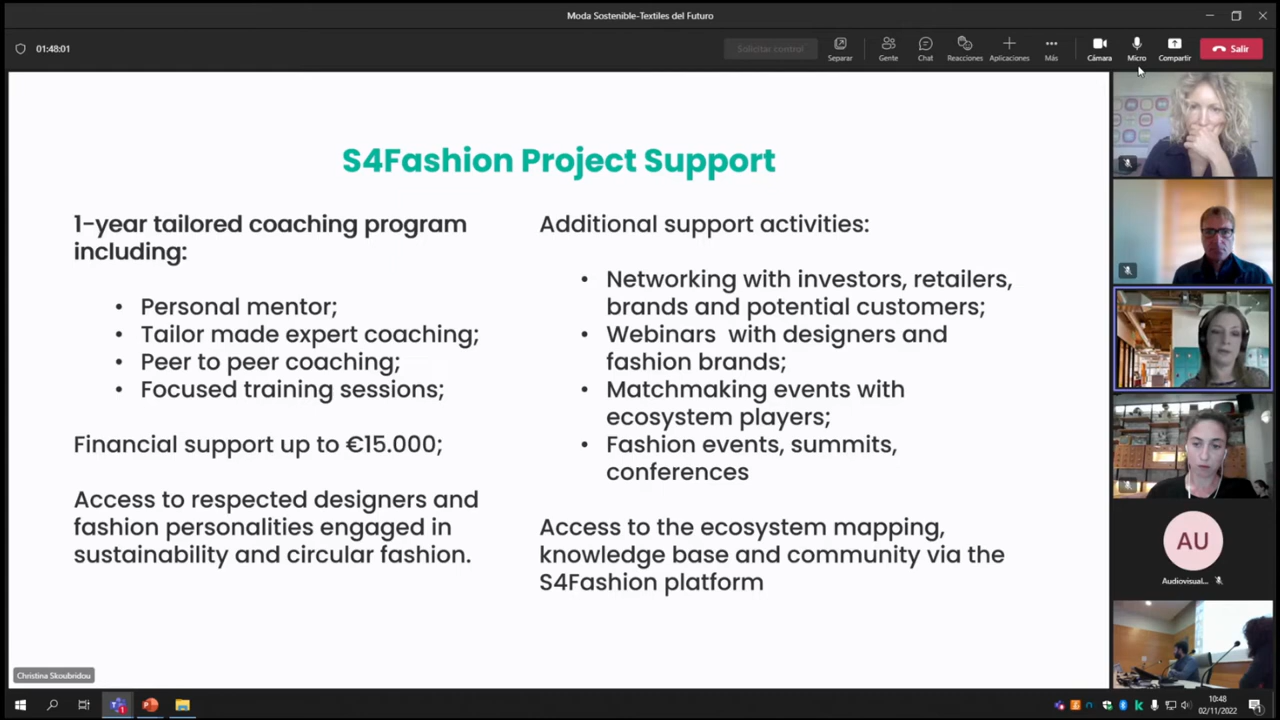 Moda Sostenible-Textiles del Futuro
01:48:01
Solicitar control
Separar
Gente
Chat
Reacciones
Aplicaciones
Más
Cámara
Micro
Compartir
Salir
S4Fashion Project Support
1-year tailored coaching program
including:
• Personal mentor;
• Tailor made expert coaching;
• Peer to peer coaching;
• Focused training sessions;
Financial support up to €15.000;
Access to respected designers and
fashion personalities engaged in
sustainability and circular fashion.
Additional support activities:
• Networking with investors, retailers,
brands and potential customers;
• Webinars with designers and
fashion brands;
• Matchmaking events with
ecosystem players;
• Fashion events, summits,
conferences
Access to the ecosystem mapping,
knowledge base and community via the
S4Fashion platform
AU
Audiovisual...
Christina Skoubridou
10:48
02/11/2022